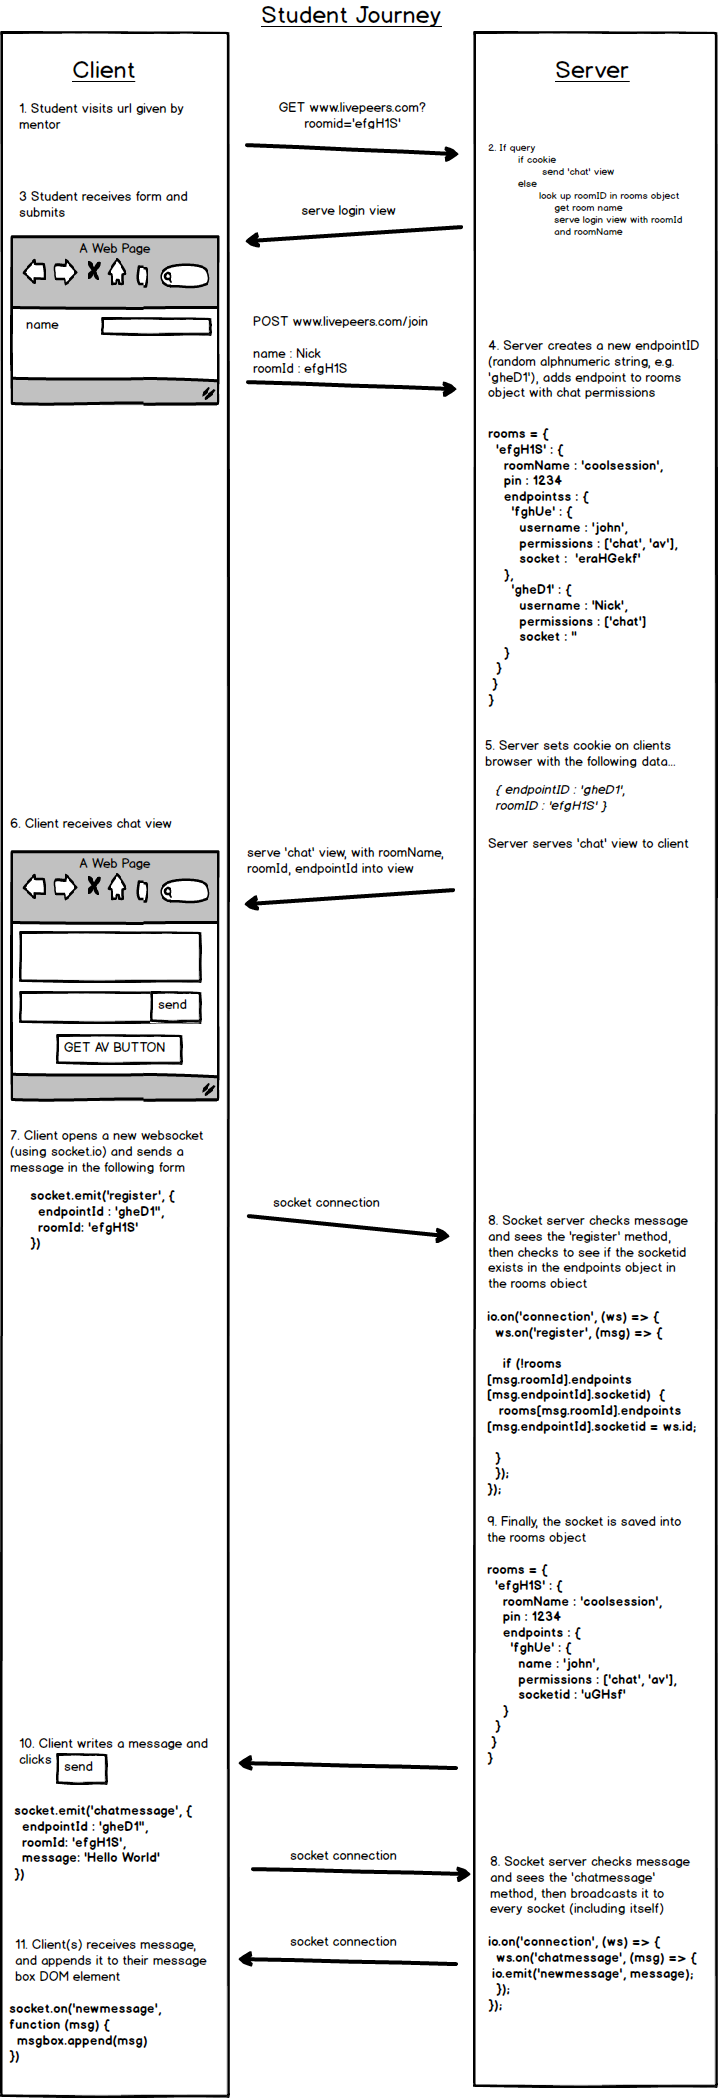 Student Journey
Client
Server
1. Student visits url given by
mentor
GET www.livepeers.com?
roomid='efgH1S'
2. If query
if cookie
send 'chat' view
else
look up roomID in rooms object
get room name
serve login view with roomId
and roomName
3 Student receives form and
submits
serve login view
A Web Page
name
POST www.livepeers.com/join
name : Nick
roomId : efgH1S
4. Server creates a new endpointID
(random alphnumeric string, e.g.
'gheD1'), adds endpoint to rooms
object with chat permissions
rooms = {
'efgH1S' : {
roomName : 'coolsession',
pin : 1234
endpointss : {
'fghUe' : {
username : 'john',
permissions : ['chat', 'av'],
socket : 'eraHGekf'
},
'gheD1' : {
username : 'Nick',
permissions : ['chat']
socket : ''
}
}
}
}
5. Server sets cookie on clients
browser with the following data...
{ endpointID : 'gheD1',
roomID : 'efgH1S' }
Server serves 'chat' view to client
6. Client receives chat view
serve 'chat' view, with roomName,
roomId, endpointId into view
A Web Page
send
GET AV BUTTON
7. Client opens a new websocket
(using socket.io) and sends a
message in the following form
socket.emit('register', {
endpointId : 'gheD1",
roomId: 'efgH1S'
})
socket connection
8. Socket server checks message
and sees the 'register' method,
then checks to see if the socketid
exists in the endpoints object in
the rooms object
io.on('connection', (ws) => {
ws.on('register', (msg) => {
if (!rooms
[msg.roomId].endpoints
[msg.endpointId].socketid) {
rooms[msg.roomId].endpoints
[msg.endpointId].socketid = ws.id;
}
});
});
9. Finally, the socket is saved into
the rooms object
rooms = {
'efgH1S' : {
roomName : 'coolsession',
pin : 1234
endpoints : {
'fghUe' : {
name : 'john',
permissions : ['chat', 'av'],
socketid : 'uGHsf'
}
}
}
}
10. Client writes a message and
clicks send
socket.emit('chatmessage', {
endpointId : 'gheD1",
roomId: 'efgH1S',
message: 'Hello World'
})
socket connection
8. Socket server checks message
and sees the 'chatmessage'
method, then broadcasts it to
every socket (including itself)
io.on('connection', (ws) => {
ws.on('chatmessage', (msg) => {
io.emit('newmessage', message);
});
});
socket connection
11. Client(s) receives message,
and appends it to their message
box DOM element
socket.on('newmessage',
function (msg) {
msgbox.append(msg)
})